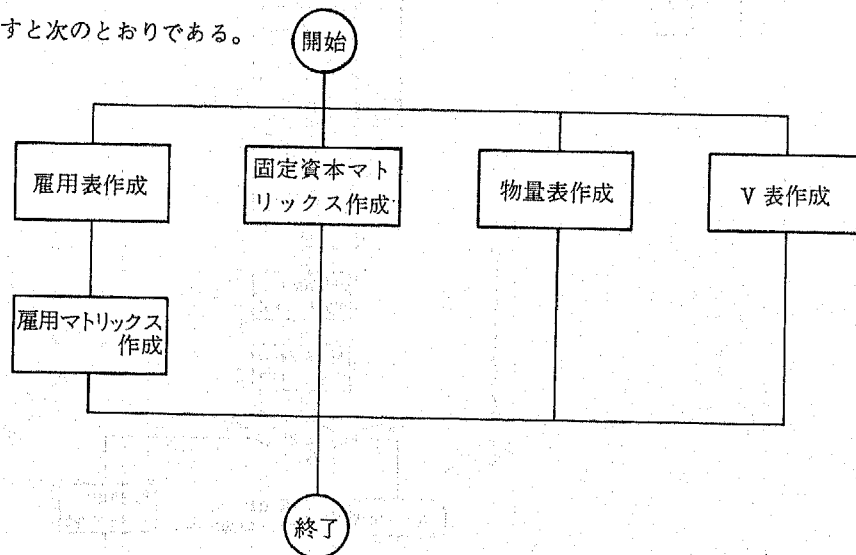 すと次のとおりである。
開始
雇用表作成
固定資本マト
リックス作成
物量表作成
V 表作成
雇用マトリックス
作成
終了